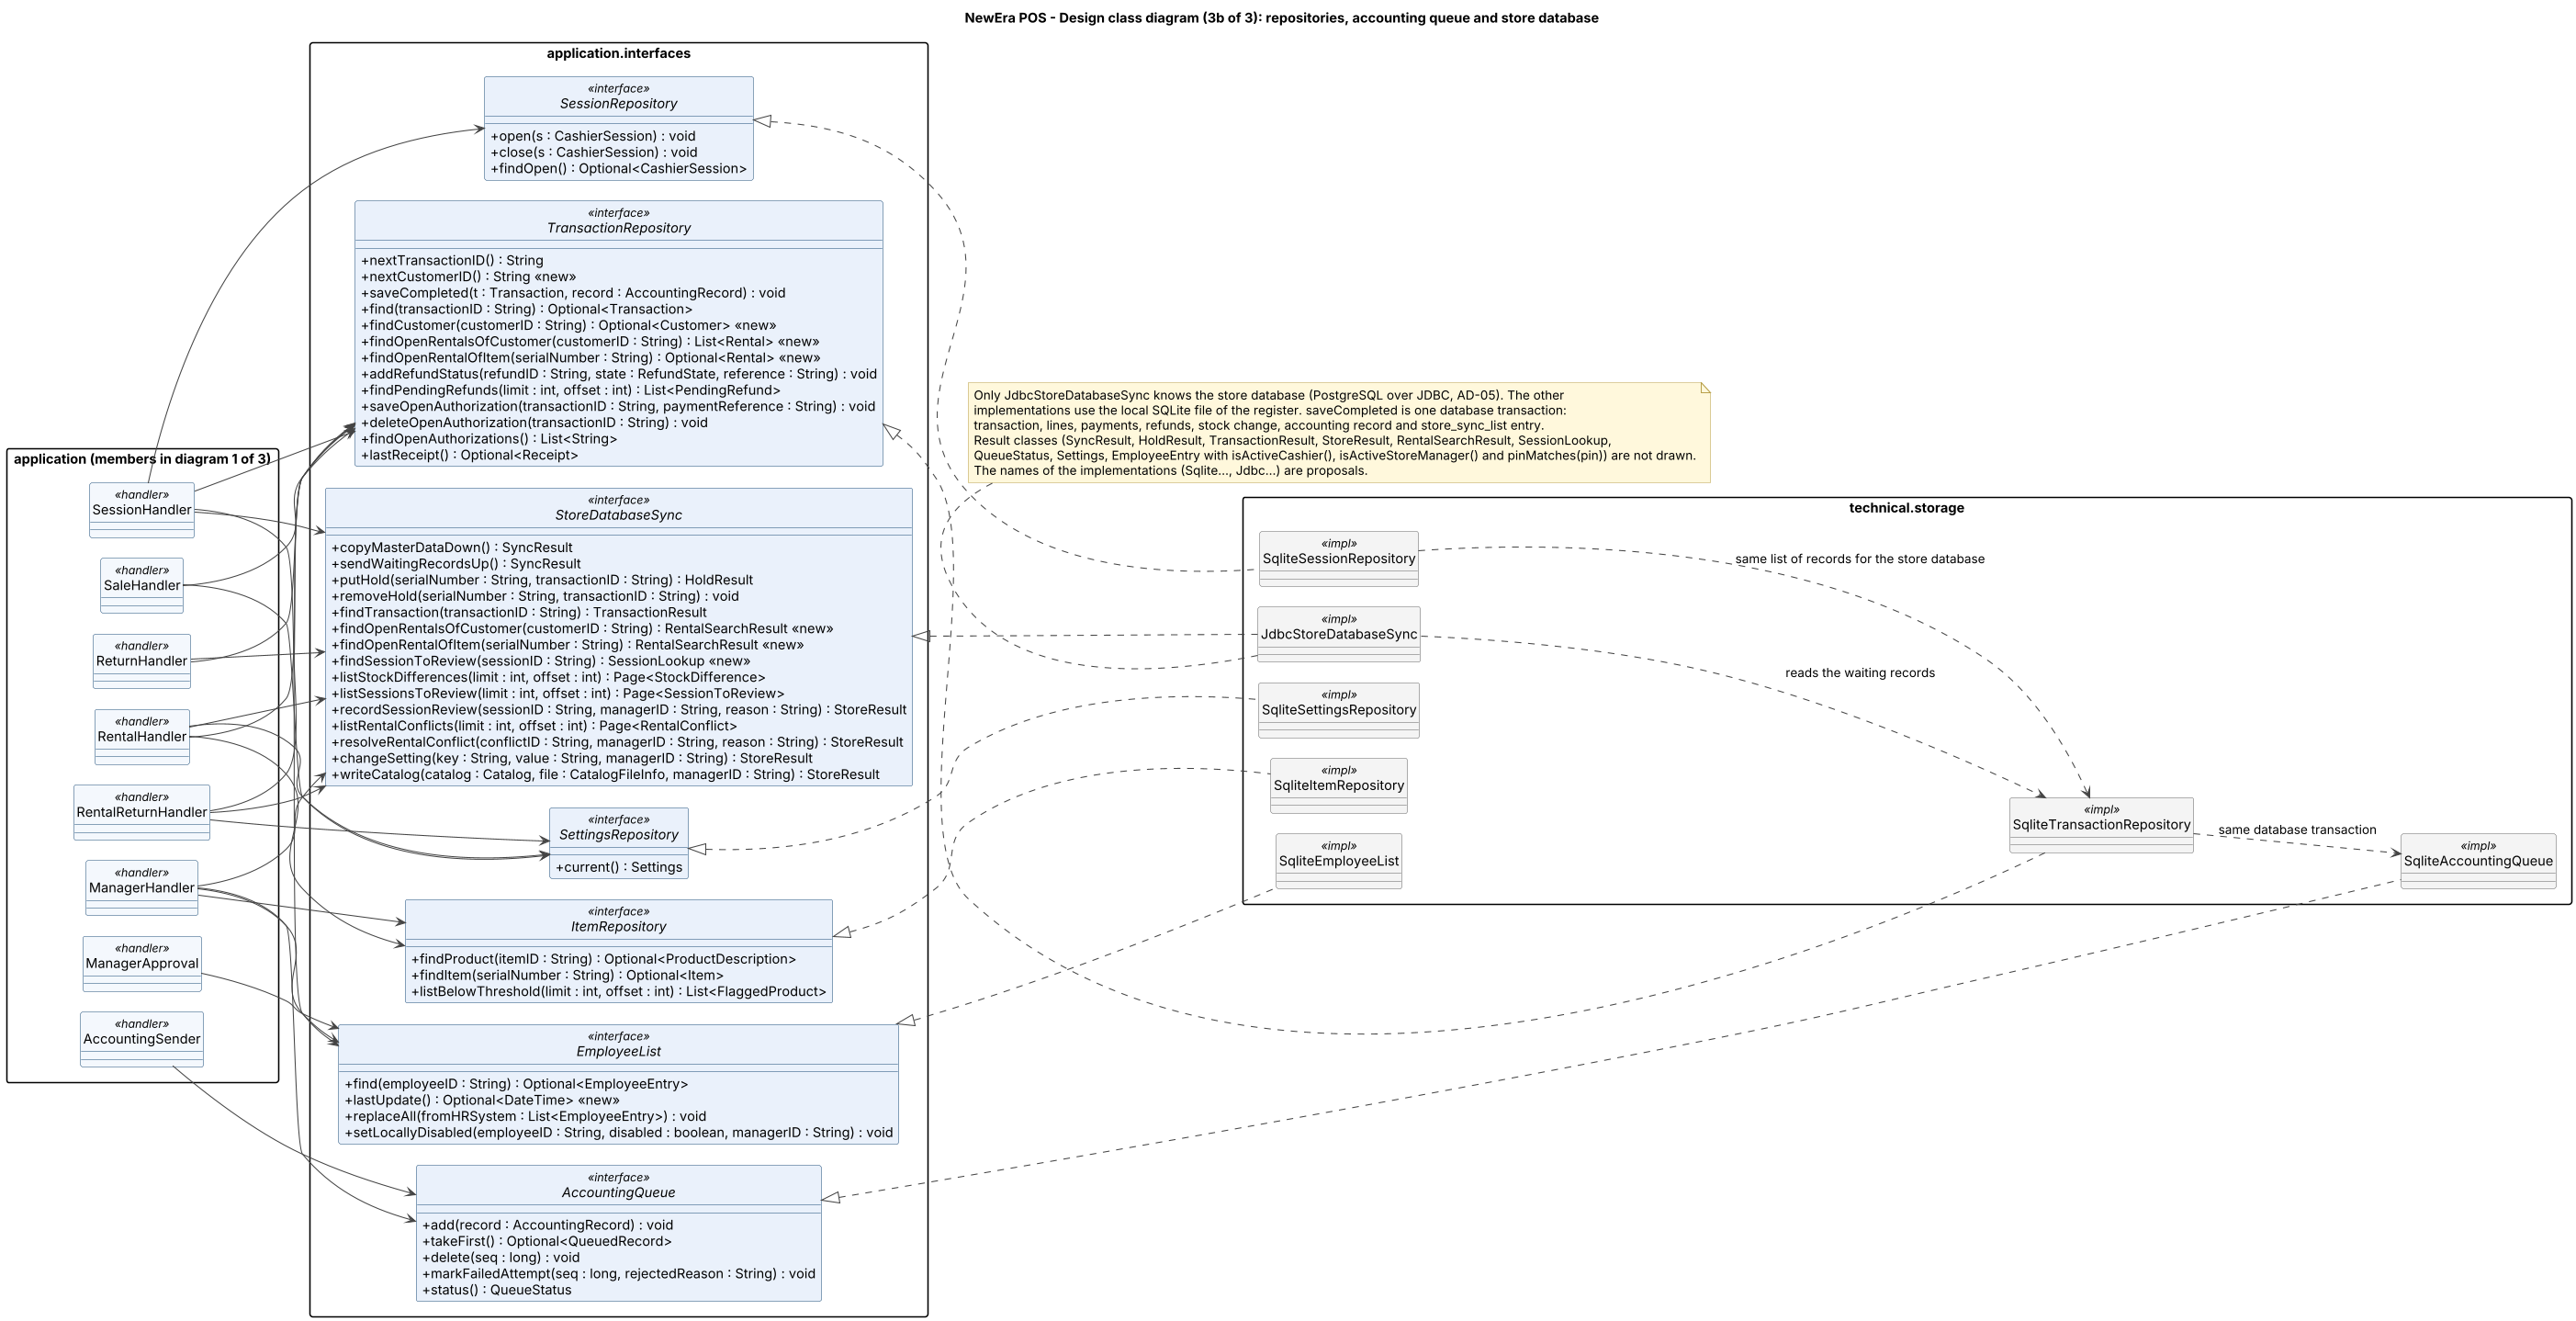 NewEra POS - Design class diagram (3b of 3): repositories, accounting queue and store database
application (members in diagram 1 of 3)
«handler»
SessionHandler
«handler»
SaleHandler
«handler»
ReturnHandler
«handler»
RentalHandler
«handler»
RentalReturnHandler
«handler»
ManagerHandler
«handler»
ManagerApproval
«handler»
AccountingSender
application.interfaces
«interface»
SessionRepository
+open(s : CashierSession) : void
+close(s : CashierSession) : void
+findOpen() : Optional<CashierSession>
«interface»
TransactionRepository
+nextTransactionID() : String
+nextCustomerID() : String «new»
+saveCompleted(t : Transaction, record : AccountingRecord) : void
+find(transactionID : String) : Optional<Transaction>
+findCustomer(customerID : String) : Optional<Customer> «new»
+findOpenRentalsOfCustomer(customerID : String) : List<Rental> «new»
+findOpenRentalOfItem(serialNumber : String) : Optional<Rental> «new»
+addRefundStatus(refundID : String, state : RefundState, reference : String) : void
+findPendingRefunds(limit : int, offset : int) : List<PendingRefund>
+saveOpenAuthorization(transactionID : String, paymentReference : String) : void
+deleteOpenAuthorization(transactionID : String) : void
+findOpenAuthorizations() : List<String>
+lastReceipt() : Optional<Receipt>
«interface»
StoreDatabaseSync
+copyMasterDataDown() : SyncResult
+sendWaitingRecordsUp() : SyncResult
+putHold(serialNumber : String, transactionID : String) : HoldResult
+removeHold(serialNumber : String, transactionID : String) : void
+findTransaction(transactionID : String) : TransactionResult
+findOpenRentalsOfCustomer(customerID : String) : RentalSearchResult «new»
+findOpenRentalOfItem(serialNumber : String) : RentalSearchResult «new»
+findSessionToReview(sessionID : String) : SessionLookup «new»
+listStockDifferences(limit : int, offset : int) : Page<StockDifference>
+listSessionsToReview(limit : int, offset : int) : Page<SessionToReview>
+recordSessionReview(sessionID : String, managerID : String, reason : String) : StoreResult
+listRentalConflicts(limit : int, offset : int) : Page<RentalConflict>
+resolveRentalConflict(conflictID : String, managerID : String, reason : String) : StoreResult
+changeSetting(key : String, value : String, managerID : String) : StoreResult
+writeCatalog(catalog : Catalog, file : CatalogFileInfo, managerID : String) : StoreResult
«interface»
SettingsRepository
+current() : Settings
«interface»
ItemRepository
+findProduct(itemID : String) : Optional<ProductDescription>
+findItem(serialNumber : String) : Optional<Item>
+listBelowThreshold(limit : int, offset : int) : List<FlaggedProduct>
«interface»
EmployeeList
+find(employeeID : String) : Optional<EmployeeEntry>
+lastUpdate() : Optional<DateTime> «new»
+replaceAll(fromHRSystem : List<EmployeeEntry>) : void
+setLocallyDisabled(employeeID : String, disabled : boolean, managerID : String) : void
«interface»
AccountingQueue
+add(record : AccountingRecord) : void
+takeFirst() : Optional<QueuedRecord>
+delete(seq : long) : void
+markFailedAttempt(seq : long, rejectedReason : String) : void
+status() : QueueStatus
Only JdbcStoreDatabaseSync knows the store database (PostgreSQL over JDBC, AD-05). The other
implementations use the local SQLite file of the register. saveCompleted is one database transaction:
transaction, lines, payments, refunds, stock change, accounting record and store_sync_list entry.
Result classes (SyncResult, HoldResult, TransactionResult, StoreResult, RentalSearchResult, SessionLookup,
QueueStatus, Settings, EmployeeEntry with isActiveCashier(), isActiveStoreManager() and pinMatches(pin)) are not drawn.
The names of the implementations (Sqlite..., Jdbc...) are proposals.
technical.storage
«impl»
SqliteSessionRepository
«impl»
JdbcStoreDatabaseSync
«impl»
SqliteSettingsRepository
«impl»
SqliteItemRepository
«impl»
SqliteEmployeeList
same list of records for the store database
reads the waiting records
«impl»
SqliteTransactionRepository
same database transaction
«impl»
SqliteAccountingQueue